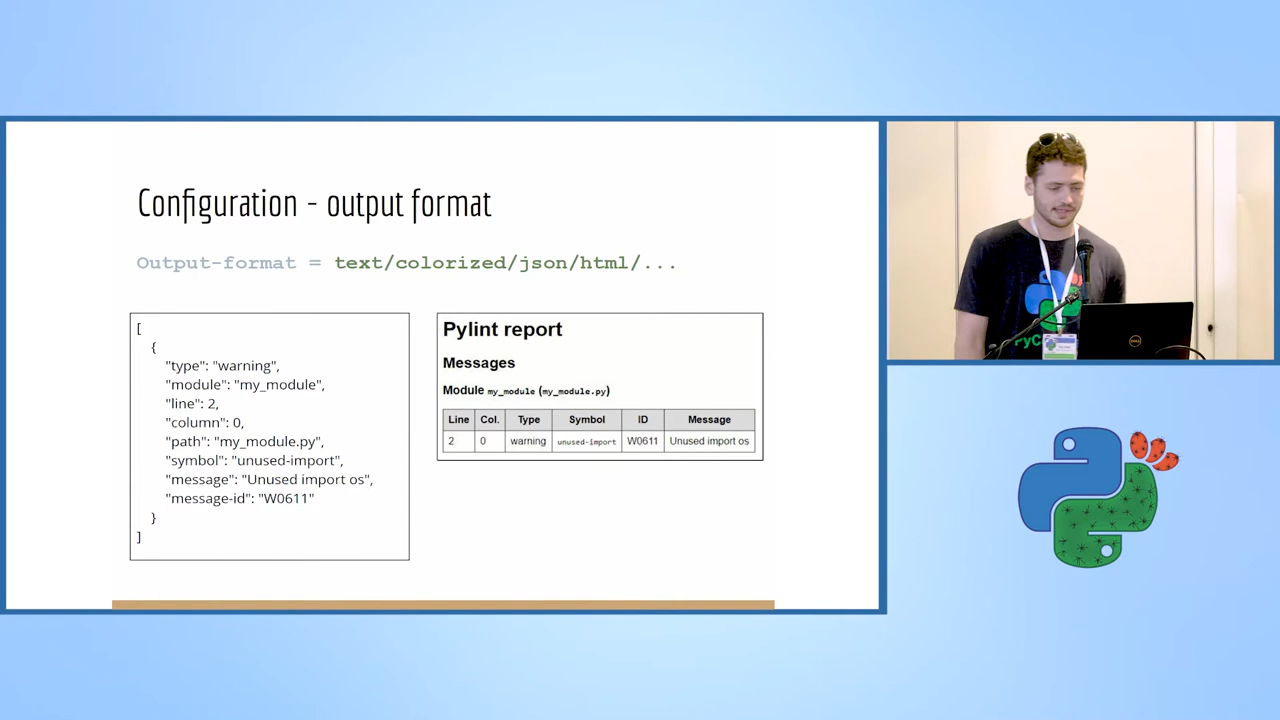 Configuration - output format
Output-format = text/colorized/json/html/...
[
{
"type": "warning",
"module": "my_module",
"line": 2,
"column": 0,
"path": "my_module.py",
"symbol": "unused-import",
"message": "Unused import os",
"message-id": "W0611"
}
]
Pylint report
Messages
Module my_module (my_module.py)
Line Col. Type Symbol ID Message
2 0 warning unused-import W0611 Unused import os
DELL